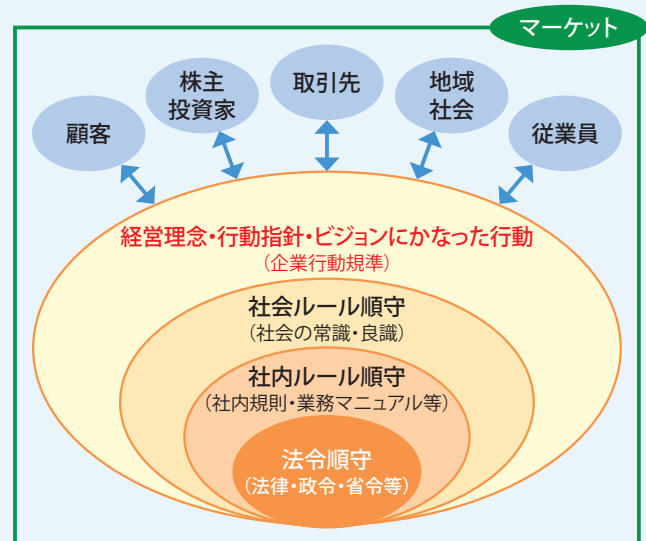 マーケット
顧客
株主
投資家
取引先
地域
社会
従業員
経営理念・行動指針・ビジョンにかなった行動
(企業行動規準)
社会ルール順守
(社会の常識・良識)
社内ルール順守
(社内規則・業務マニュアル等)
法令順守
(法律・政令・省令等)